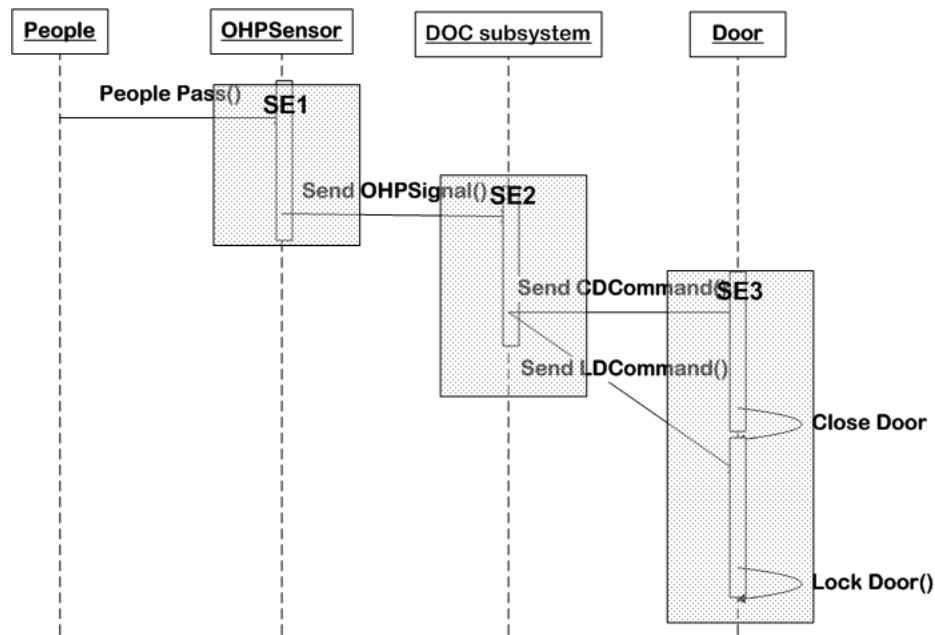 People
OHPSensor
DOC subsystem
Door
People Pass()
SE1
Send OHPSignal()
SE2
Send CDCommand()
SE3
Send LDCommand()
Close Door
Lock Door()